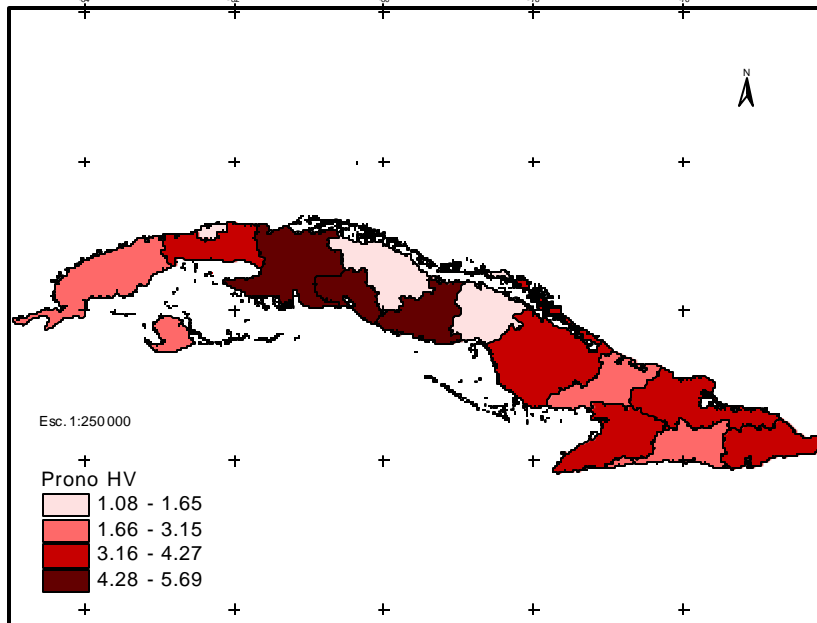 N
Esc. 1:250 000
Prono HV
1.08 - 1.65
1.66 - 3.15
3.16 - 4.27
4.28 - 5.69